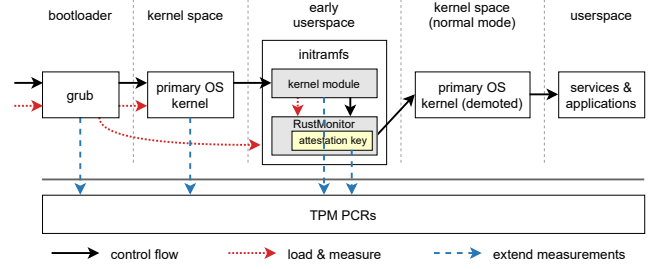 bootloader
kernel space
early
userspace
kernel space
(normal mode)
userspace
initramfs
grub
primary OS
kernel
kernel module
RustMonitor
attestation key
primary OS
kernel (demoted)
services &
applications
TPM PCRs
control flow
load & measure
extend measurements